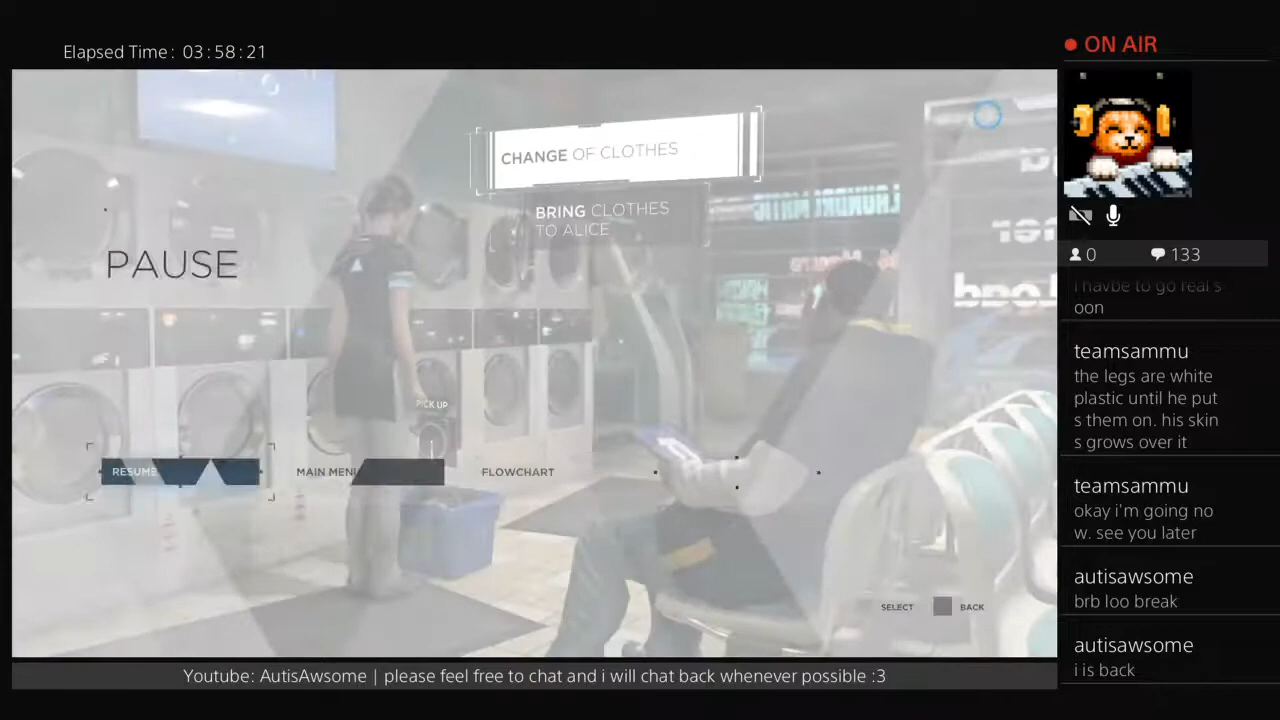 Elapsed Time: 03:58:21
ON AIR
CHANGE OF CLOTHES
BRING CLOTHES
TO ALICE
PAUSE
PICK UP
RESUME
MAIN MENU
FLOWCHART
SELECT
BACK
0
133
i havbe to go real s
oon
teamsammu
the legs are white
plastic until he put
s them on. his skin
s grows over it
teamsammu
okay i'm going no
w. see you later
autisawsome
brb loo break
autisawsome
i is back
Youtube: AutisAwsome | please feel free to chat and i will chat back whenever possible :3